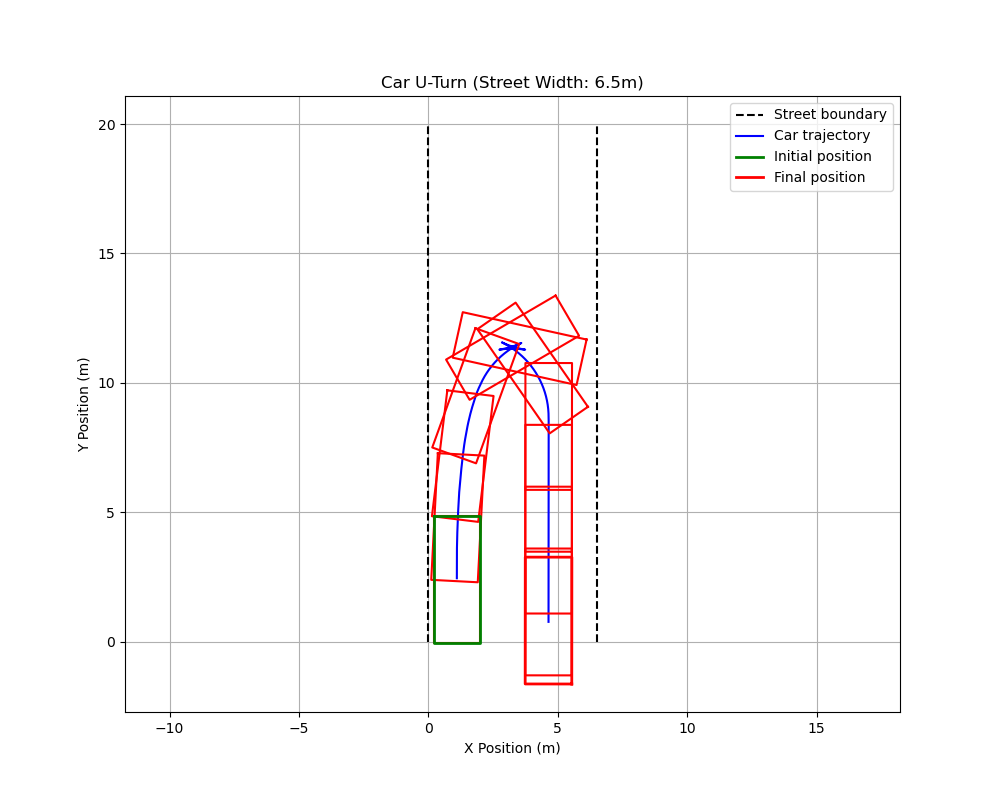 Car U-Turn (Street Width: 6.5m)
Street boundary
Car trajectory
Initial position
Final position
20
15
10
5
0
Y Position (m)
−10
−5
0
5
10
15
X Position (m)